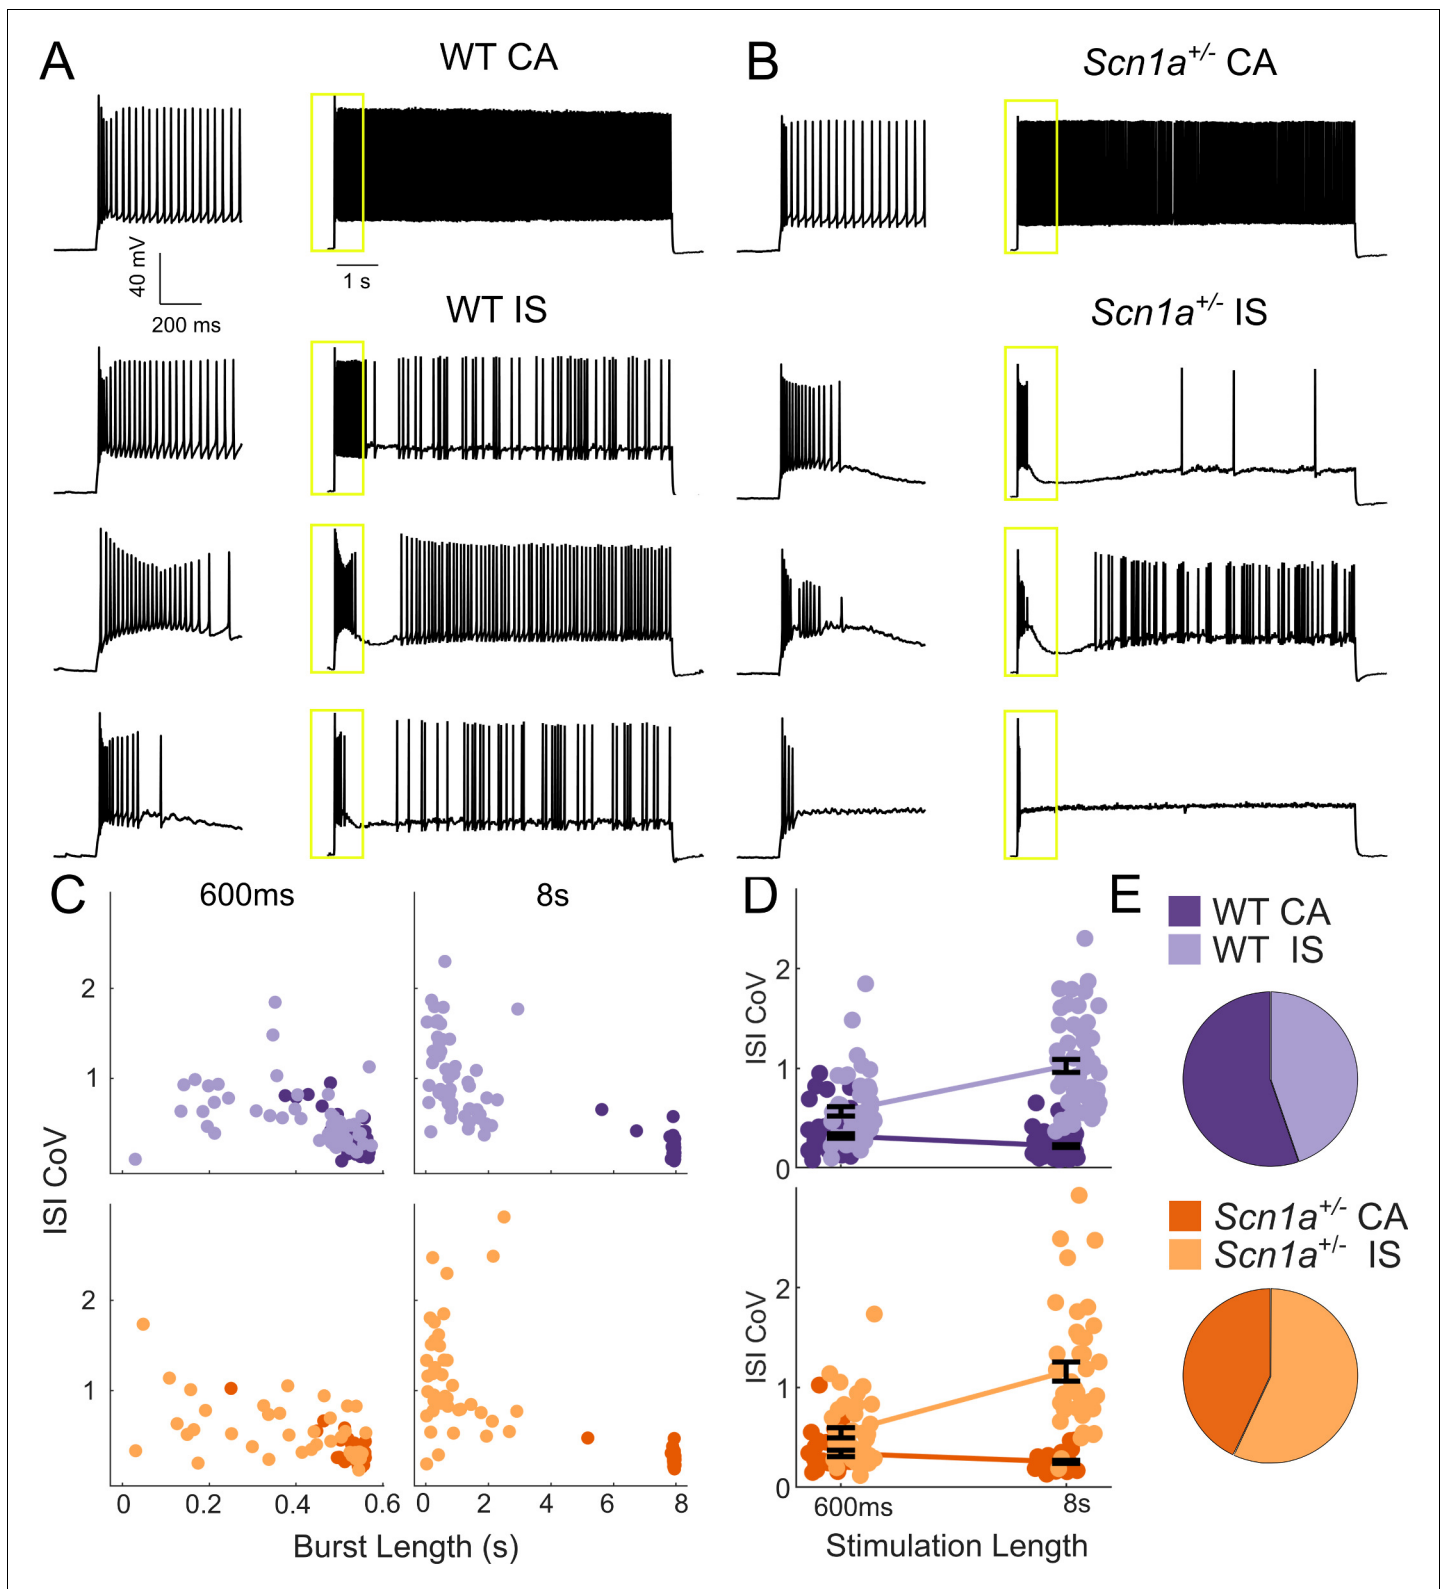 A
WT CA
B
Scn1a+/- CA
40 mV
200 ms
1 s
WT IS
Scn1a+/- IS
C
600ms
8s
D
E
WT CA
WT IS
2
1
2
1
0
ISI CoV
ISI CoV
Scn1a+/- CA
Scn1a+/- IS
2
1
2
1
0
ISI CoV
0
0.2
0.4
0.6
0
2
4
6
8
600ms
8s
Burst Length (s)
Stimulation Length